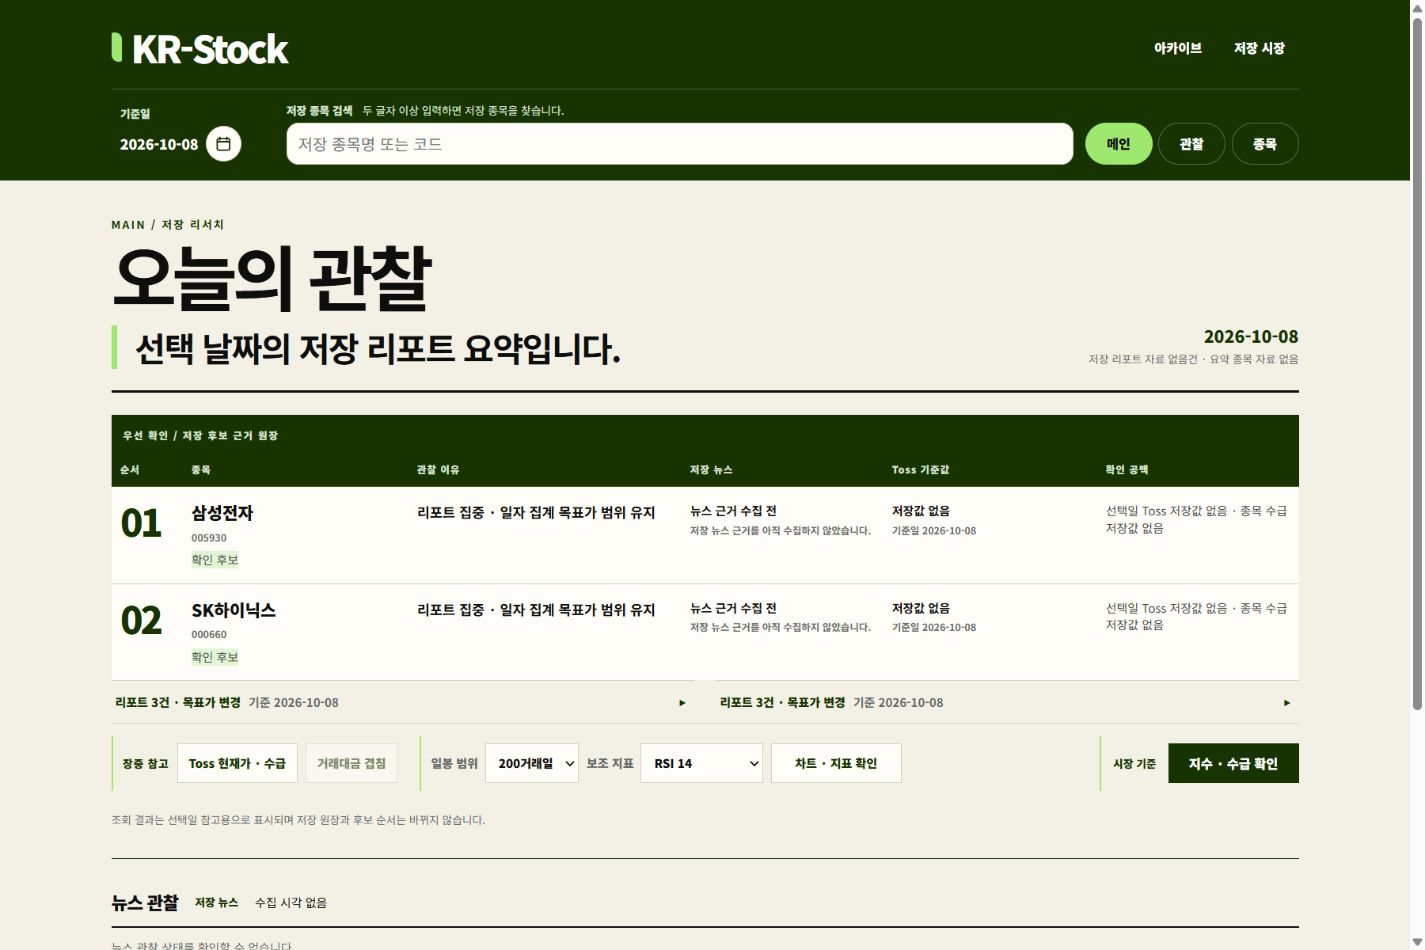 KR-Stock
아카이브 저장 시장
기준일
2026-10-08
저장 종목 검색 두 글자 이상 입력하면 저장 종목을 찾습니다.
저장 종목명 또는 코드
메인 관찰 종목
MAIN / 저장 리서치
오늘의 관찰
선택 날짜의 저장 리포트 요약입니다.
2026-10-08
저장 리포트 자료 없음건 · 요약 종목 자료 없음
우선 확인 / 저장 후보 근거 원장
순서 종목 관찰 이유 저장 뉴스 Toss 기준값 확인 공백
01 삼성전자 리포트 집중 · 일자 집계 목표가 범위 유지 뉴스 근거 수집 전 저장값 없음 선택일 Toss 저장값 없음 · 종목 수급
005930 저장 뉴스 근거를 아직 수집하지 않았습니다. 기준일 2026-10-08 저장값 없음
확인 후보
02 SK하이닉스 리포트 집중 · 일자 집계 목표가 범위 유지 뉴스 근거 수집 전 저장값 없음 선택일 Toss 저장값 없음 · 종목 수급
000660 저장 뉴스 근거를 아직 수집하지 않았습니다. 기준일 2026-10-08 저장값 없음
확인 후보
리포트 3건 · 목표가 변경 기준 2026-10-08 ▸ 리포트 3건 · 목표가 변경 기준 2026-10-08 ▸
장중 참고 Toss 현재가 · 수급 거래대금 겹침 일봉 범위 200거래일 보조 지표 RSI 14 차트 · 지표 확인 시장 기준 지수 · 수급 확인
조회 결과는 선택일 참고용으로 표시되며 저장 원장과 후보 순서는 바뀌지 않습니다.
뉴스 관찰 저장 뉴스 수집 시각 없음
뉴스 관찰 상태를 확인할 수 없습니다